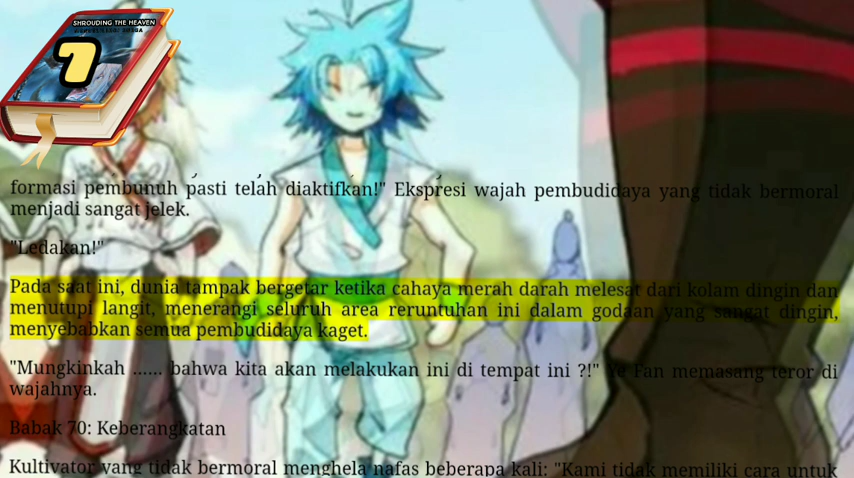 SHROUDING THE HEAVEN
7
formasi pembunuh pasti telah diaktifkan!" Ekspresi wajah pembudidaya yang tidak bermoral
menjadi sangat jelek.
"Ledakan!"
Pada saat ini, dunia tampak bergetar ketika cahaya merah darah melesat dari kolam dingin dan
menutupi langit, menerangi seluruh area reruntuhan ini dalam godaan yang sangat dingin,
menyebabkan semua pembudidaya kaget.
"Mungkinkah ...... bahwa kita akan melakukan ini di tempat ini ?!" Ye Fan memasang teror di
wajahnya.
Babak 70: Keberangkatan
Kultivator yang tidak bermoral menghela nafas beberapa kali: "Kami tidak memiliki cara untuk